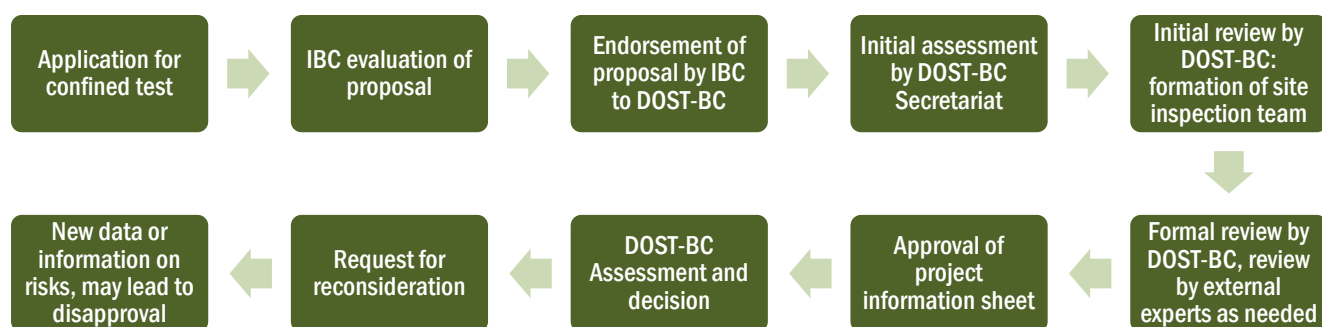 Application for
confined test
IBC evaluation of
proposal
Endorsement of
proposal by IBC
to DOST-BC
Initial assessment
by DOST-BC
Secretariat
Initial review by
DOST-BC:
formation of site
inspection team
Formal review by
DOST-BC, review
by external
experts as needed
Approval of
project
information sheet
DOST-BC
Assessment and
decision
Request for
reconsideration
New data or
information on
risks, may lead to
disapproval